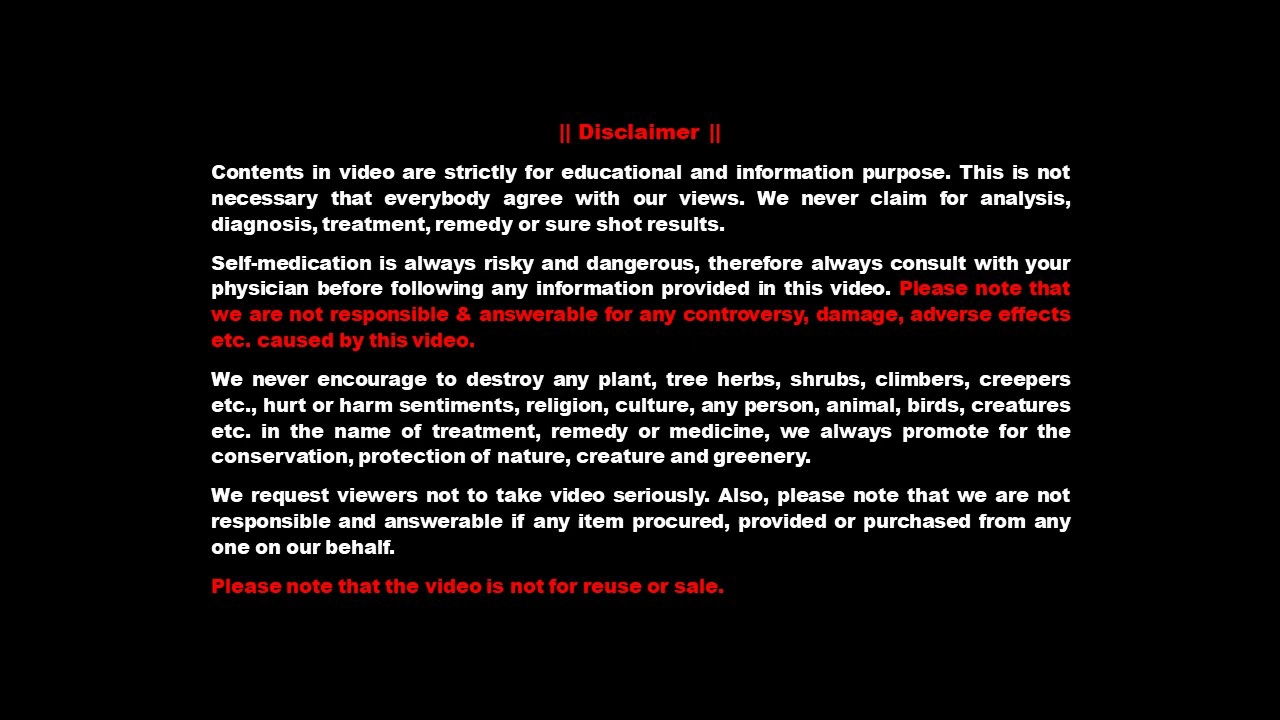 || Disclaimer ||
Contents in video are strictly for educational and information purpose. This is not
necessary that everybody agree with our views. We never claim for analysis,
diagnosis, treatment, remedy or sure shot results.
Self-medication is always risky and dangerous, therefore always consult with your
physician before following any information provided in this video. Please note that
we are not responsible & answerable for any controversy, damage, adverse effects
etc. caused by this video.
We never encourage to destroy any plant, tree herbs, shrubs, climbers, creepers
etc., hurt or harm sentiments, religion, culture, any person, animal, birds, creatures
etc. in the name of treatment, remedy or medicine, we always promote for the
conservation, protection of nature, creature and greenery.
We request viewers not to take video seriously. Also, please note that we are not
responsible and answerable if any item procured, provided or purchased from any
one on our behalf.
Please note that the video is not for reuse or sale.